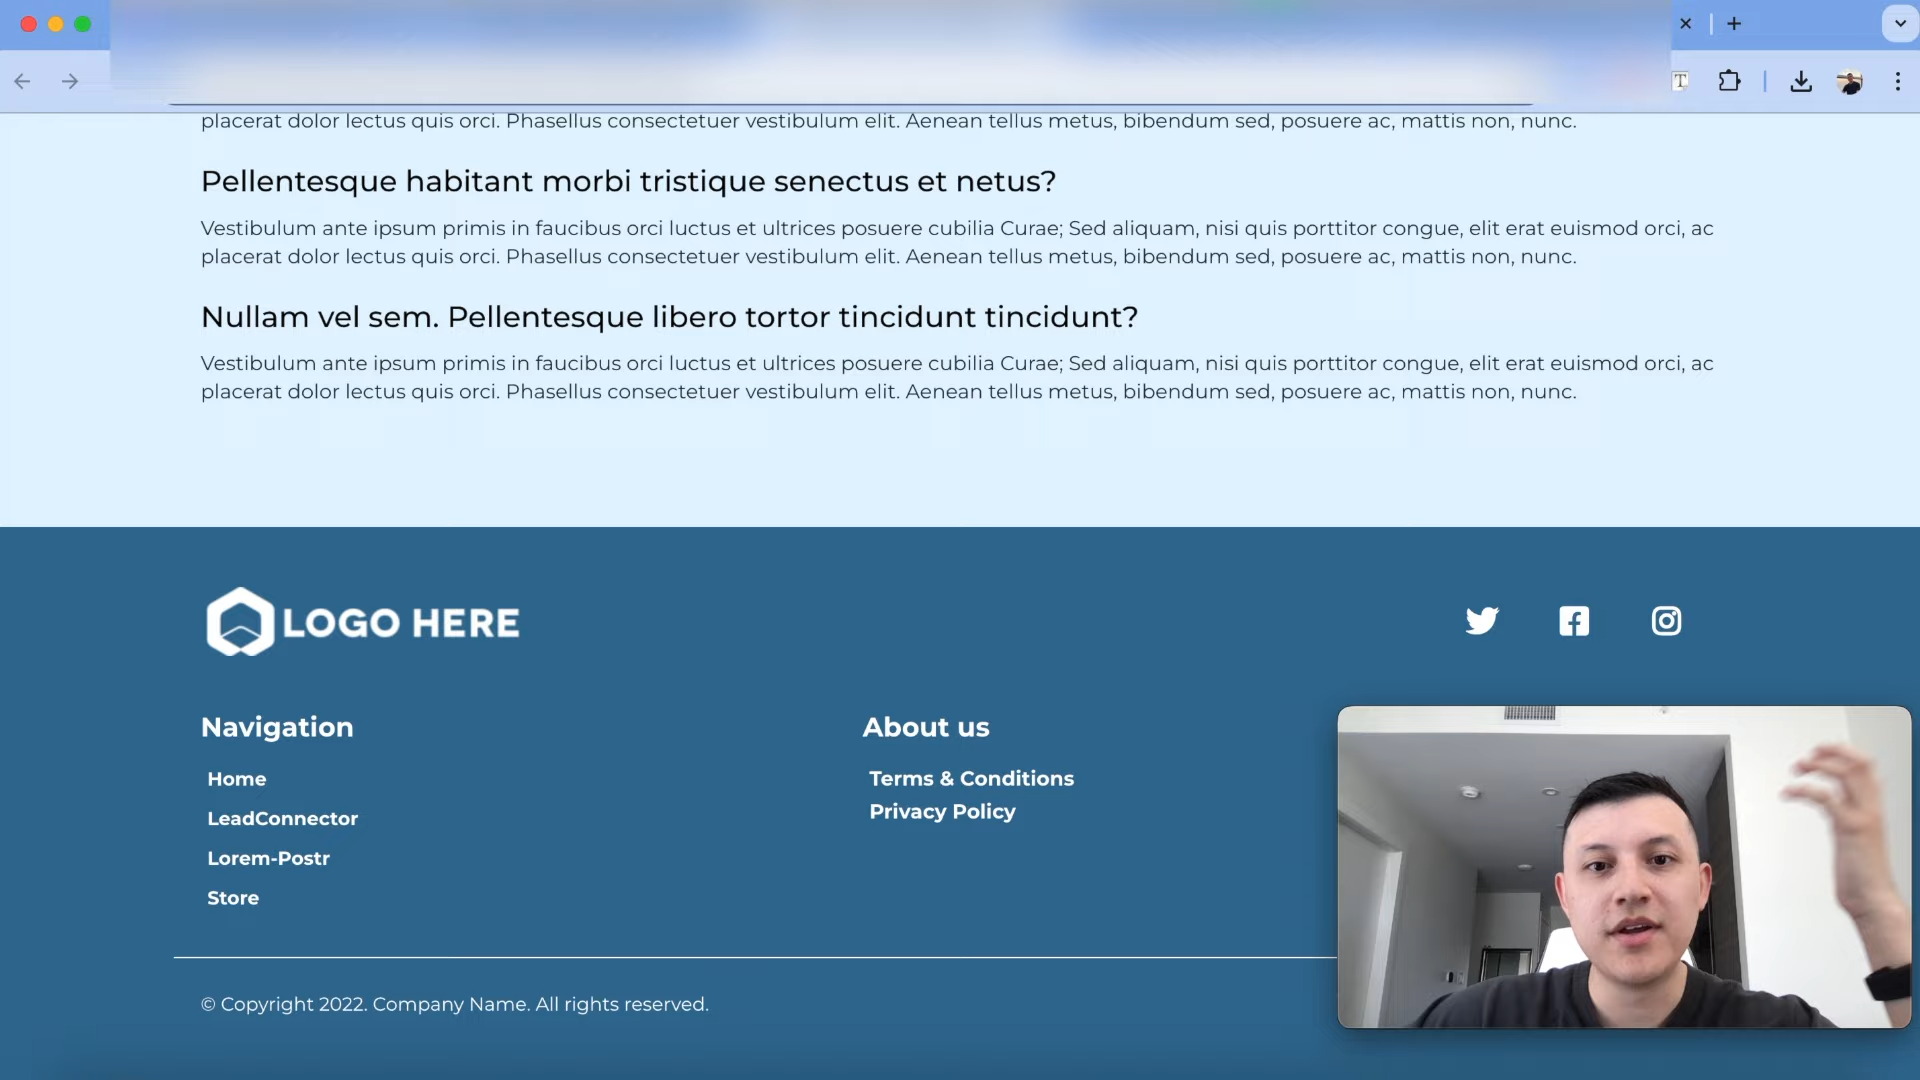 placerat dolor lectus quis orci. Phasellus consectetuer vestibulum elit. Aenean tellus metus, bibendum sed, posuere ac, mattis non, nunc.
Pellentesque habitant morbi tristique senectus et netus?
Vestibulum ante ipsum primis in faucibus orci luctus et ultrices posuere cubilia Curae; Sed aliquam, nisi quis porttitor congue, elit erat euismod orci, ac
placerat dolor lectus quis orci. Phasellus consectetuer vestibulum elit. Aenean tellus metus, bibendum sed, posuere ac, mattis non, nunc.
Nullam vel sem. Pellentesque libero tortor tincidunt tincidunt?
Vestibulum ante ipsum primis in faucibus orci luctus et ultrices posuere cubilia Curae; Sed aliquam, nisi quis porttitor congue, elit erat euismod orci, ac
placerat dolor lectus quis orci. Phasellus consectetuer vestibulum elit. Aenean tellus metus, bibendum sed, posuere ac, mattis non, nunc.
LOGO HERE
Navigation
Home
LeadConnector
Lorem-Postr
Store
About us
Terms & Conditions
Privacy Policy
© Copyright 2022. Company Name. All rights reserved.